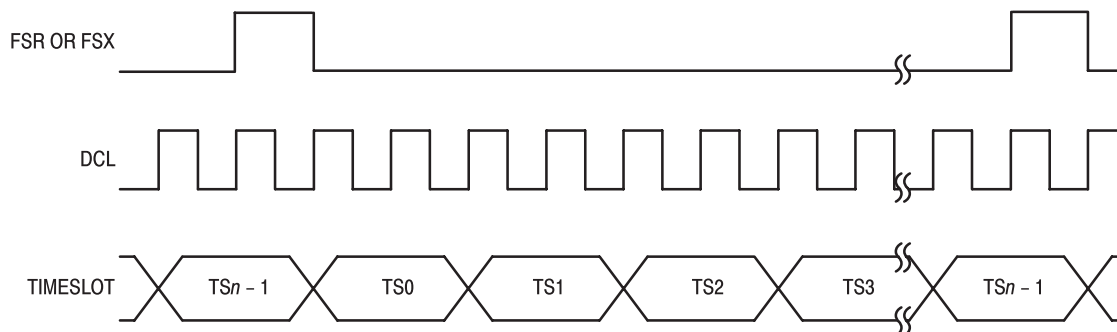 FSR OR FSX
DCL
TIMESLOT
TSn – 1
TS0
TS1
TS2
TS3
TSn – 1